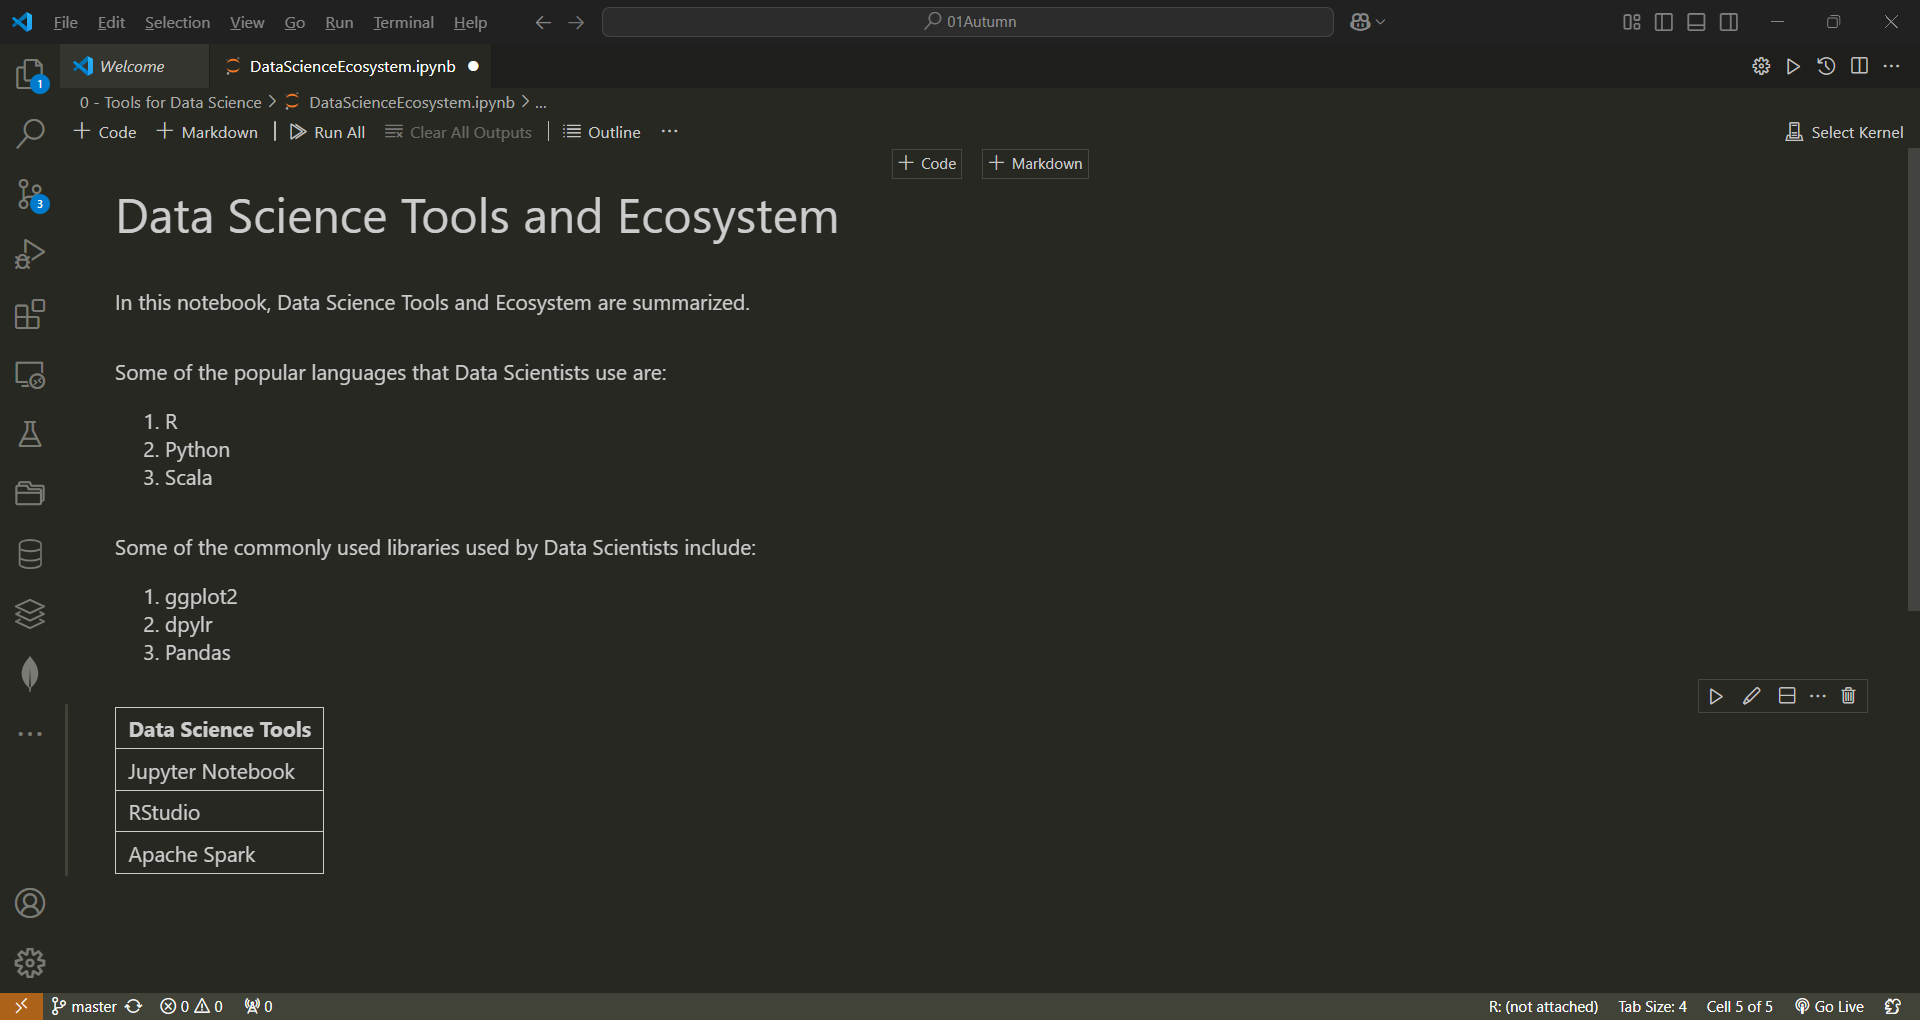 File Edit Selection View Go Run Terminal Help 01Autumn
1 Welcome DataScienceEcosystem.ipynb
0 - Tools for Data Science > DataScienceEcosystem.ipynb > ...
+ Code + Markdown Run All Clear All Outputs Outline ... Select Kernel
+ Code + Markdown
3
Data Science Tools and Ecosystem
In this notebook, Data Science Tools and Ecosystem are summarized.
Some of the popular languages that Data Scientists use are:
1. R
2. Python
3. Scala
Some of the commonly used libraries used by Data Scientists include:
1. ggplot2
2. dpylr
3. Pandas
Data Science Tools
Jupyter Notebook
RStudio
Apache Spark
master 0 0 0 R: (not attached) Tab Size: 4 Cell 5 of 5 Go Live